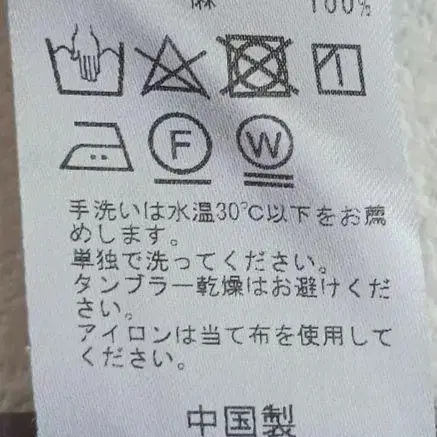 麻 100%
F W
手洗いは水温30℃以下をお薦
めします。
単独で洗ってください。
タンブラー乾燥はお避けくだ
さい。
アイロンは当て布を使用して
ください。
中国製